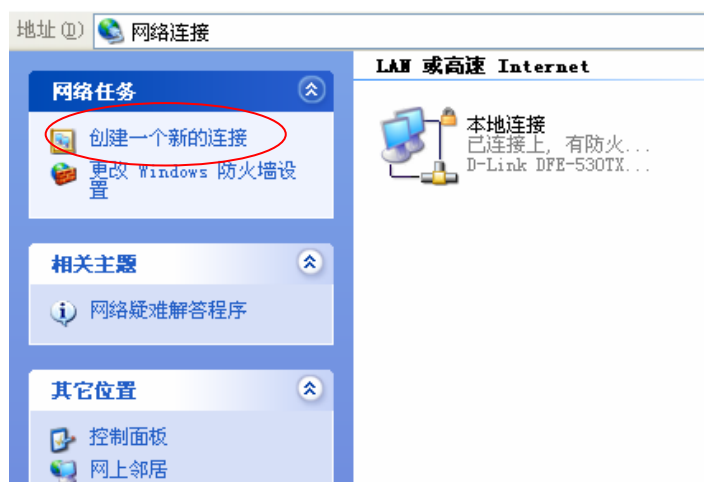 地址(D) 网络连接
LAN 或高速 Internet
网络任务
创建一个新的连接
更改 Windows 防火墙设
置
本地连接
已连接上, 有防火...
D-Link DFE-530TX...
相关主题
网络疑难解答程序
其它位置
控制面板
网上邻居